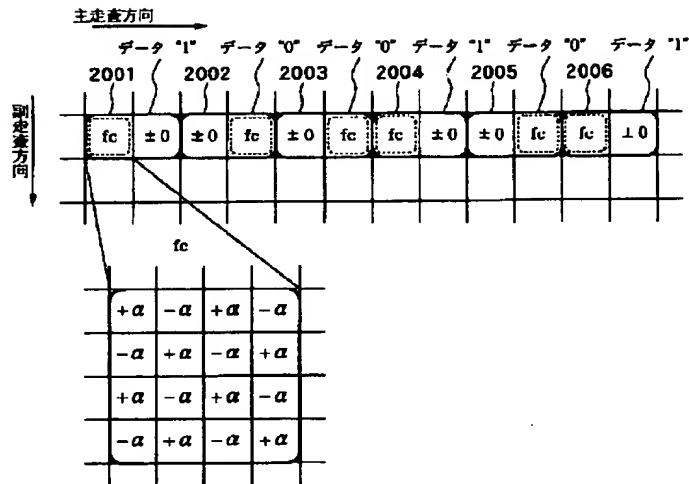 主走査方向
データ "1" データ "0" データ "0" データ "1" データ "0" データ "1"
2001 2002 2003 2004 2005 2006
副走査方向
fc ±0 ±0 fc ±0 fc fc ±0 ±0 fc fc ⊥0
fc
+α -α +α -α
-α +α -α +α
+α -α +α -α
-α +α -α +α